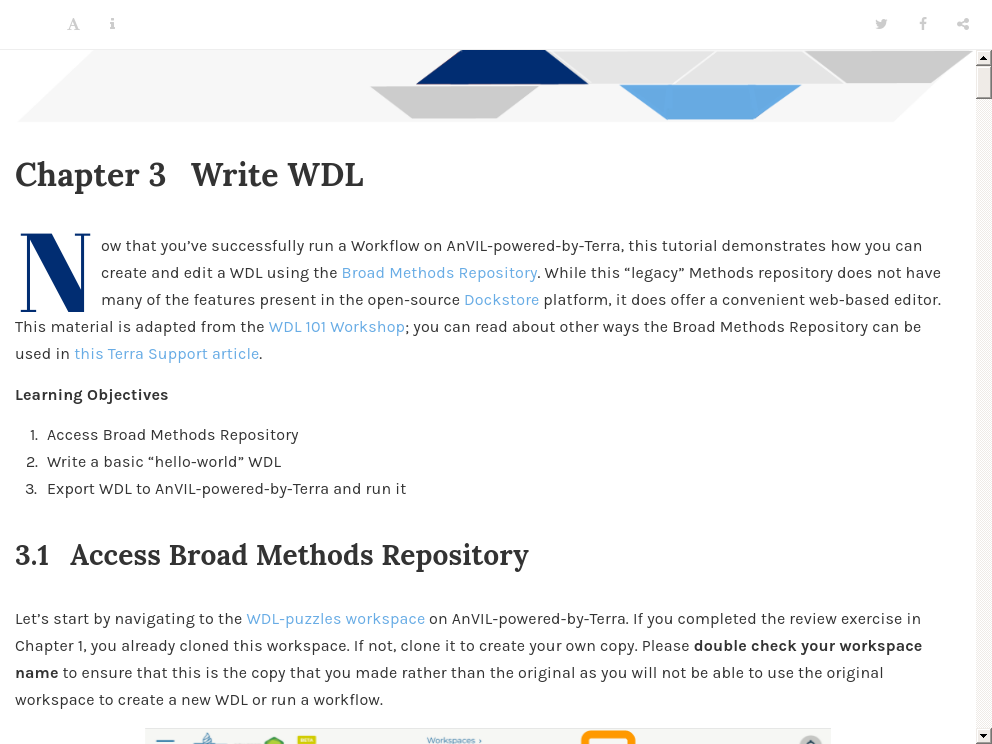 Chapter 3 Write WDL
Now that you’ve successfully run a Workflow on AnVIL-powered-by-Terra, this tutorial demonstrates how you can
create and edit a WDL using the Broad Methods Repository. While this “legacy” Methods repository does not have
many of the features present in the open-source Dockstore platform, it does offer a convenient web-based editor.
This material is adapted from the WDL 101 Workshop; you can read about other ways the Broad Methods Repository can be
used in this Terra Support article.
Learning Objectives
1. Access Broad Methods Repository
2. Write a basic “hello-world” WDL
3. Export WDL to AnVIL-powered-by-Terra and run it
3.1 Access Broad Methods Repository
Let’s start by navigating to the WDL-puzzles workspace on AnVIL-powered-by-Terra. If you completed the review exercise in
Chapter 1, you already cloned this workspace. If not, clone it to create your own copy. Please double check your workspace
name to ensure that this is the copy that you made rather than the original as you will not be able to use the original
workspace to create a new WDL or run a workflow.
BETA
Workspaces ›